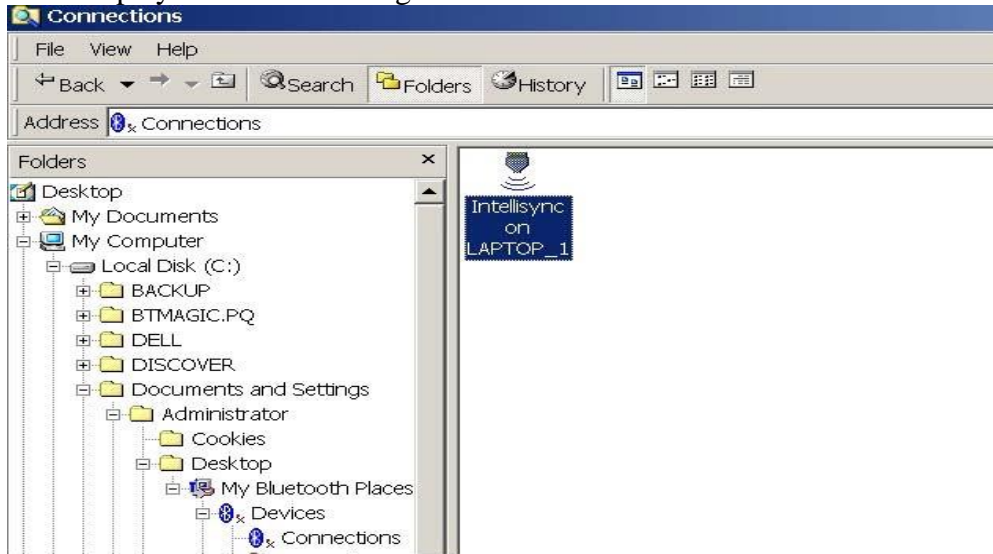 Connections
File View Help
Back Search Folders History
Address Connections
Folders
Desktop
My Documents
My Computer
Local Disk (C:)
BACKUP
BTMAGIC.PQ
DELL
DISCOVER
Documents and Settings
Administrator
Cookies
Desktop
My Bluetooth Places
Devices
Connections
Intellisync
on
LAPTOP_1